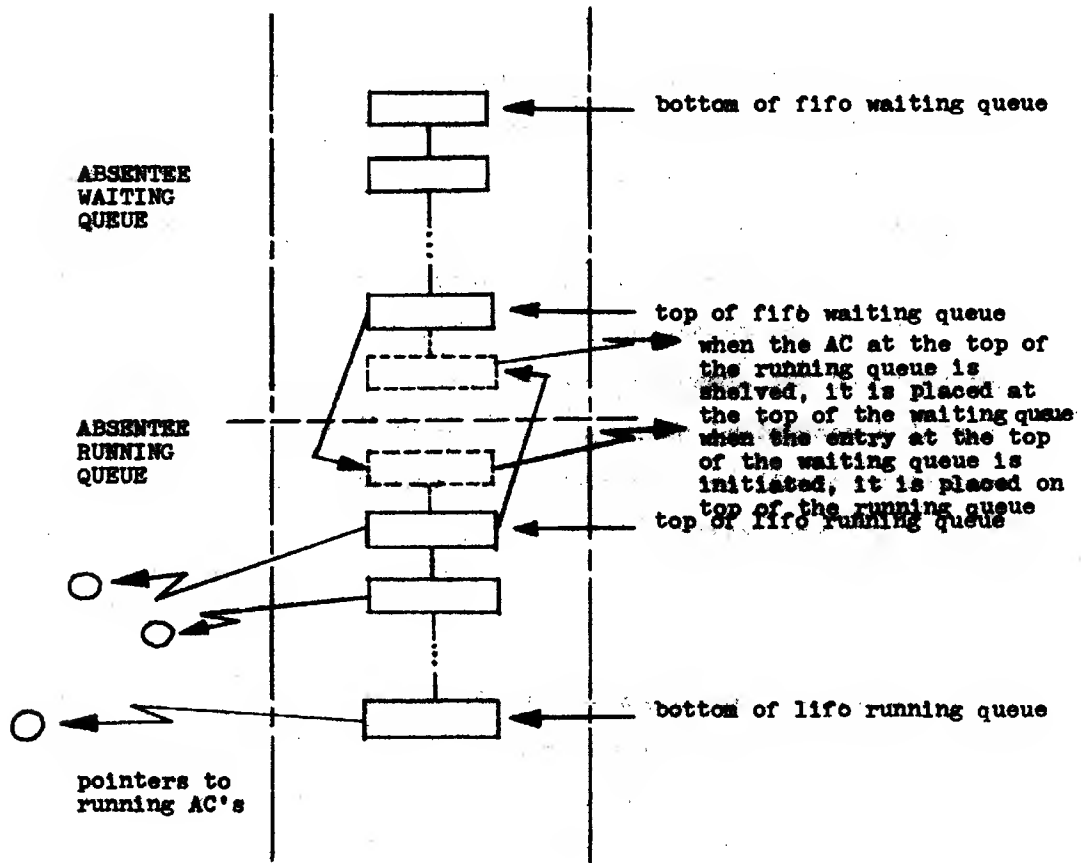 bottom of fifo waiting queue
ABSENTEE
WAITING
QUEUE
top of fifo waiting queue
when the AC at the top of
the running queue is
shelved, it is placed at
the top of the waiting queue
ABSENTEE
RUNNING
QUEUE
when the entry at the top
of the waiting queue is
initiated, it is placed on
top of the running queue
top of lifo running queue
bottom of lifo running queue
pointers to
running AC's